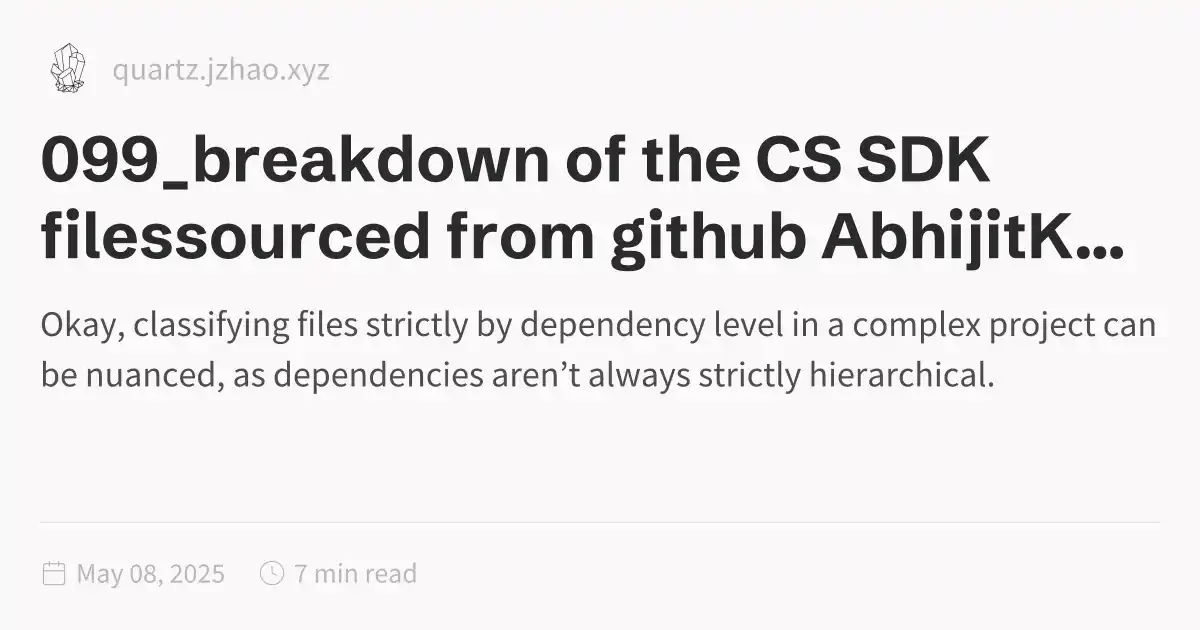 quartz.jzhao.xyz
099_breakdown of the CS SDK
filessourced from github AbhijitK...
Okay, classifying files strictly by dependency level in a complex project can
be nuanced, as dependencies aren’t always strictly hierarchical.
May 08, 2025 7 min read